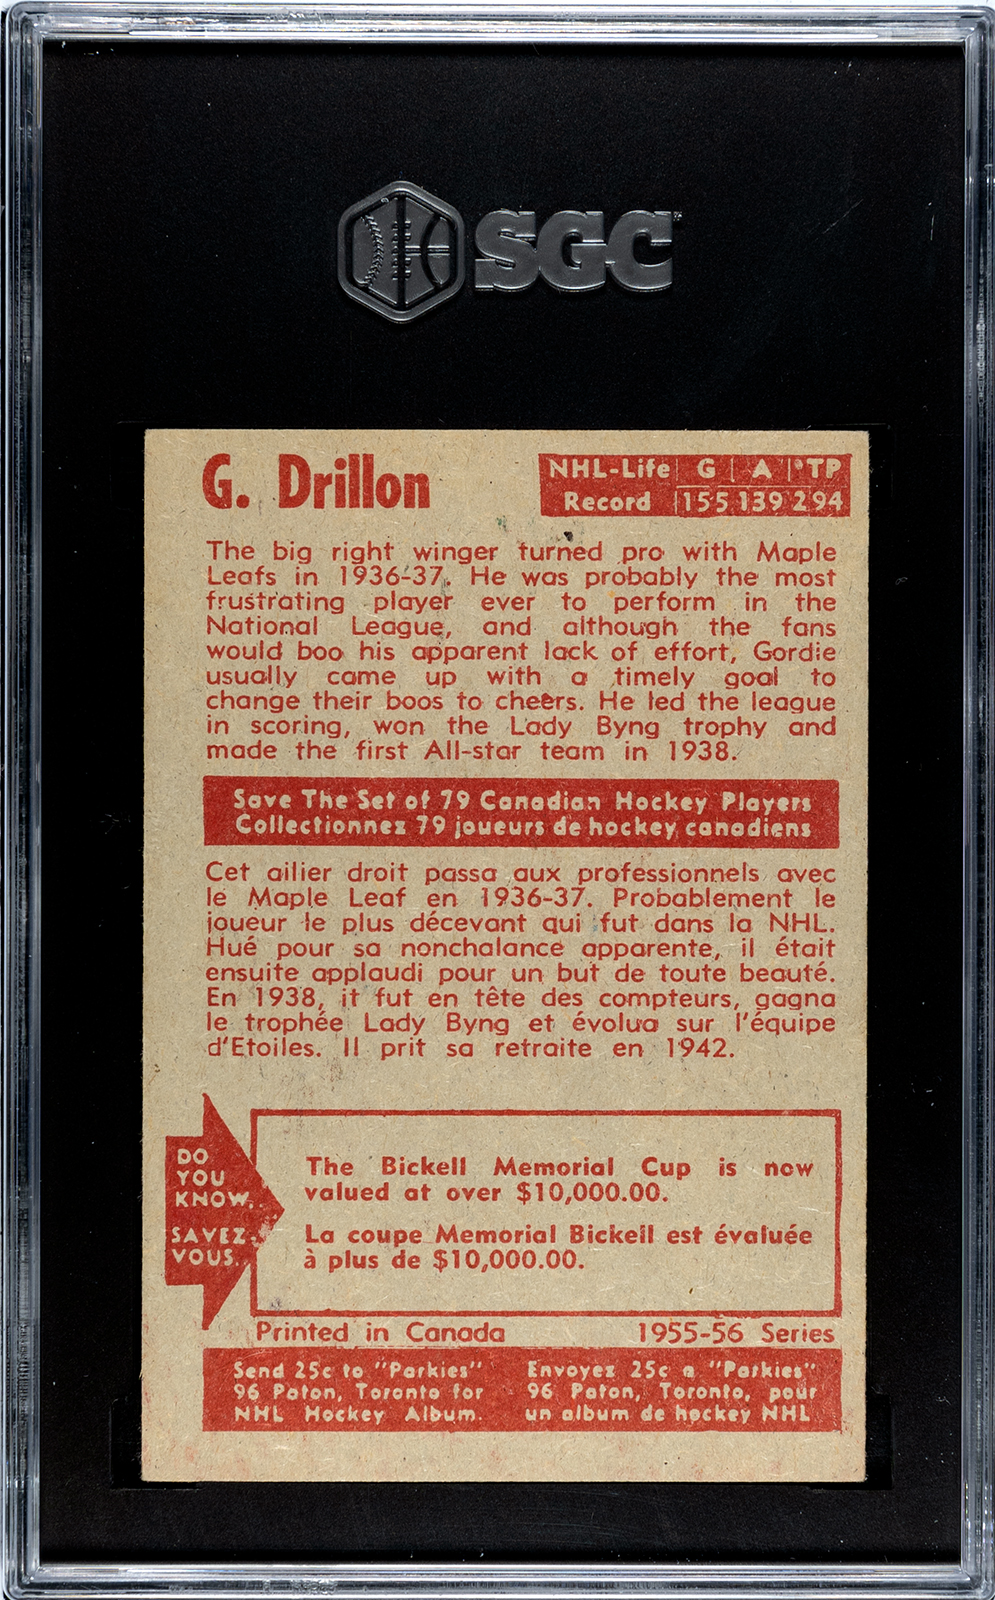 SGC
G. Drillon
NHL-Life G A TP
Record 155 139 294
The big right winger turned pro with Maple
Leafs in 1936-37. He was probably the most
frustrating player ever to perform in the
National League, and although the fans
would boo his apparent lack of effort, Gordie
usually came up with a timely goal to
change their boos to cheers. He led the league
in scoring, won the Lady Byng trophy and
made the first All-star team in 1938.
Save The Set of 79 Canadian Hockey Players
Collectionnez 79 joueurs de hockey canadiens
Cet ailier droit passa aux professionnels avec
le Maple Leaf en 1936-37. Probablement le
joueur le plus décevant qui fut dans la NHL.
Hué pour sa nonchalance apparente, il était
ensuite applaudi pour un but de toute beauté.
En 1938, it fut en tête des compteurs, gagna
le trophée Lady Byng et évolua sur l'équipe
d'Etoiles. Il prit sa retraite en 1942.
DO
YOU
KNOW.
SAVEZ-
VOUS.
The Bickell Memorial Cup is now
valued at over $10,000.00.
La coupe Memorial Bickell est évaluée
à plus de $10,000.00.
Printed in Canada 1955-56 Series
Send 25c to "Parkies"
96 Paton, Toronto for
NHL Hockey Album.
Envoyez 25c a "Parkies"
96 Paton, Toronto, pour
un album de hockey NHL